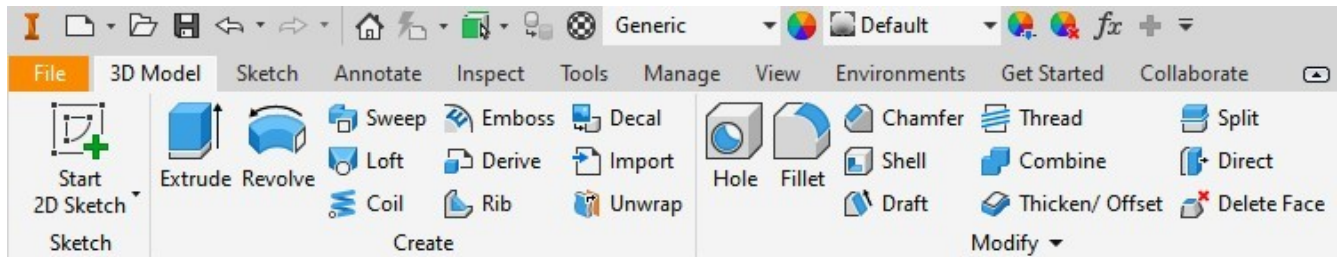 I Generic Default fx
File 3D Model Sketch Annotate Inspect Tools Manage View Environments Get Started Collaborate
Sweep Emboss Decal Chamfer Thread Split
Loft Derive Import Shell Combine Direct
Start 2D Sketch Extrude Revolve Hole Fillet
Coil Rib Unwrap Draft Thicken/ Offset Delete Face
Sketch Create Modify